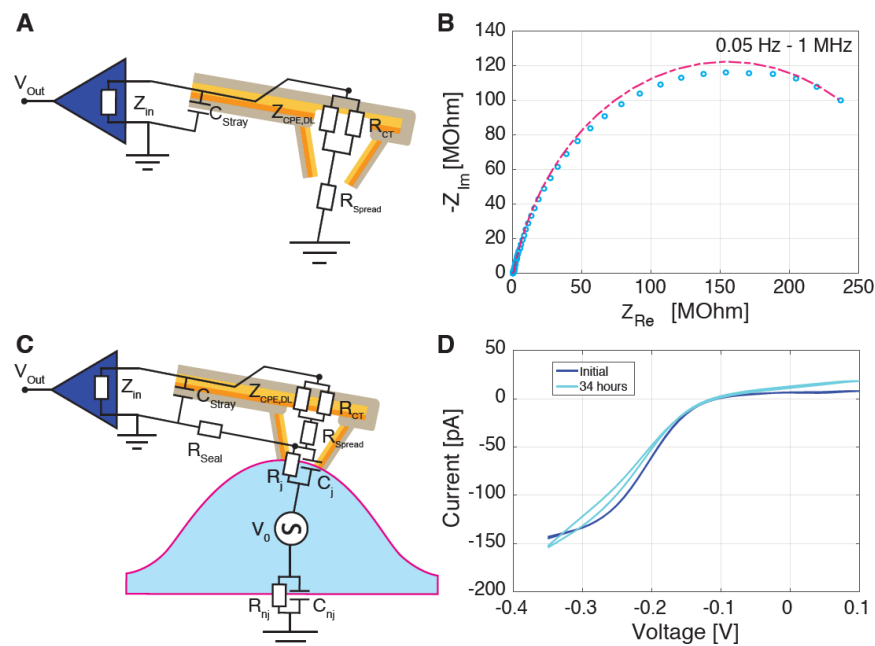 A
V Out
Z in
C Stray
Z CPE,DL
R CT
R Spread
B
0.05 Hz - 1 MHz
-Z Im [MOhm]
140
120
100
80
60
40
20
0
0 50 100 150 200 250
Z Re [MOhm]
C
V Out
Z in
C Stray
Z CPE,DL
R CT
R Spread
R Seal
R j
C j
V 0
S
R nj
C nj
D
Initial
34 hours
Current [pA]
50
0
-50
-100
-150
-200
-0.4 -0.3 -0.2 -0.1 0 0.1
Voltage [V]